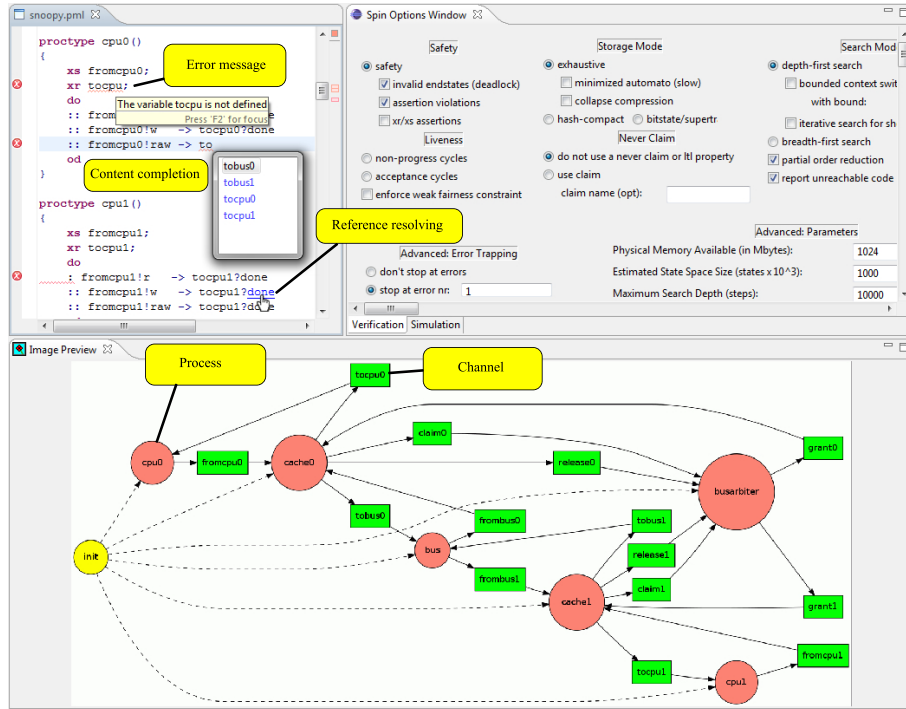 snoopy.pml
proctype cpu0()
{
xs fromcpu0;
xr tocpu;
do
The variable tocpu is not defined
Press 'F2' for focus
:: fromcpu0!w -> tocpu0?done
:: fromcpu0!raw -> to
od
}
tobus0
tobus1
tocpu0
tocpu1
proctype cpu1()
{
xs fromcpu1;
xr tocpu1;
do
: fromcpu1!r -> tocpu1?done
:: fromcpu1!w -> tocpu1?done
:: fromcpu1!raw -> tocpu1?done
Error message
Content completion
Reference resolving
Spin Options Window
Safety
safety
invalid endstates (deadlock)
assertion violations
xr/xs assertions
Liveness
non-progress cycles
acceptance cycles
enforce weak fairness constraint
Storage Mode
exhaustive
minimized automato (slow)
collapse compression
hash-compact bitstate/supertr
Never Claim
do not use a never claim or ltl property
use claim
claim name (opt):
Search Mod
depth-first search
bounded context swit
with bound:
iterative search for sh
breadth-first search
partial order reduction
report unreachable code
Advanced: Error Trapping
don't stop at errors
stop at error nr: 1
Advanced: Parameters
Physical Memory Available (in Mbytes): 1024
Estimated State Space Size (states x 10^3): 1000
Maximum Search Depth (steps): 10000
Verification Simulation
Image Preview
Process
Channel
tocpu0
claim0
grant0
cpu0
fromcpu0
cache0
release0
busarbiter
tobus0
frombus0
tobus1
init
bus
release1
frombus1
claim1
cache1
grant1
fromcpu1
tocpu1
cpu1